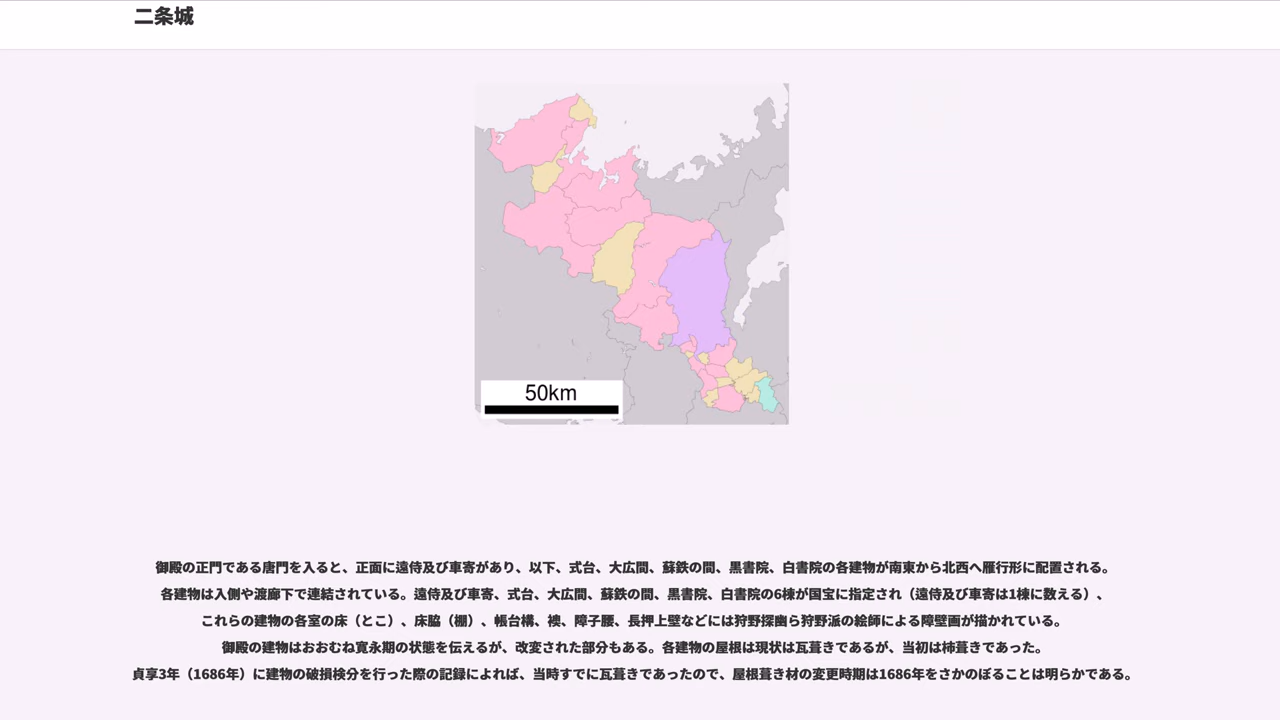 二条城
50km
御殿の正門である唐門を入ると、正面に遠侍及び車寄があり、以下、式台、大広間、蘇鉄の間、黒書院、白書院の各建物が南東から北西へ雁行形に配置される。
各建物は入側や渡廊下で連結されている。遠侍及び車寄、式台、大広間、蘇鉄の間、黒書院、白書院の6棟が国宝に指定され（遠侍及び車寄は1棟に数える）、
これらの建物の各室の床（とこ）、床脇（棚）、帳台構、襖、障子腰、長押上壁などには狩野探幽ら狩野派の絵師による障壁画が描かれている。
御殿の建物はおおむね寛永期の状態を伝えるが、改変された部分もある。各建物の屋根は現状は瓦葺きであるが、当初は杮葺きであった。
貞享3年（1686年）に建物の破損検分を行った際の記録によれば、当時すでに瓦葺きであったので、屋根葺き材の変更時期は1686年をさかのぼることは明らかである。